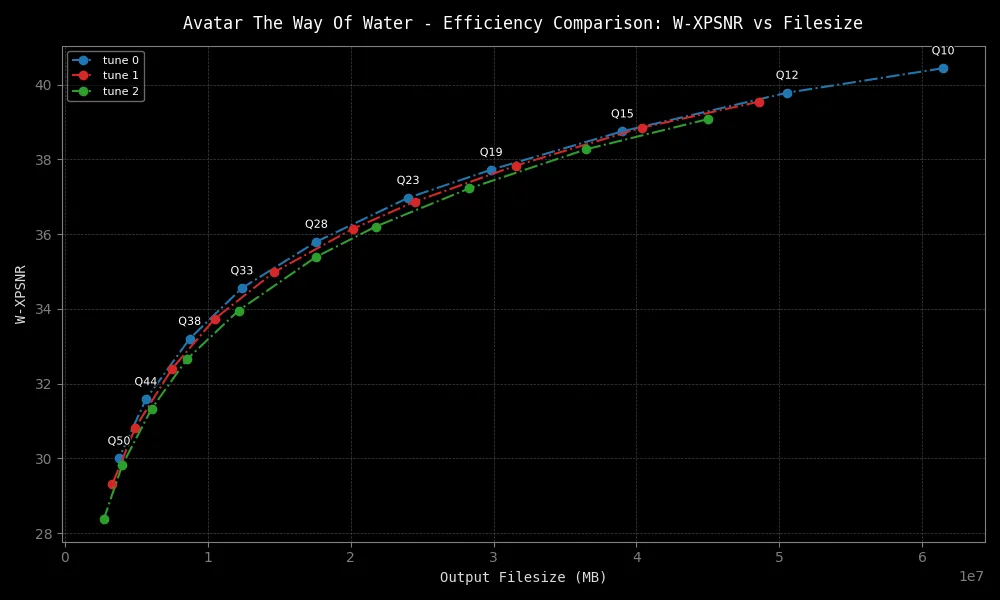 Avatar The Way Of Water - Efficiency Comparison: W-XPSNR vs Filesize
tune 0
tune 1
tune 2
Q10
Q12
Q15
Q19
Q23
Q28
Q33
Q38
Q44
Q50
40
38
36
34
32
30
28
W-XPSNR
0 1 2 3 4 5 6
1e7
Output Filesize (MB)